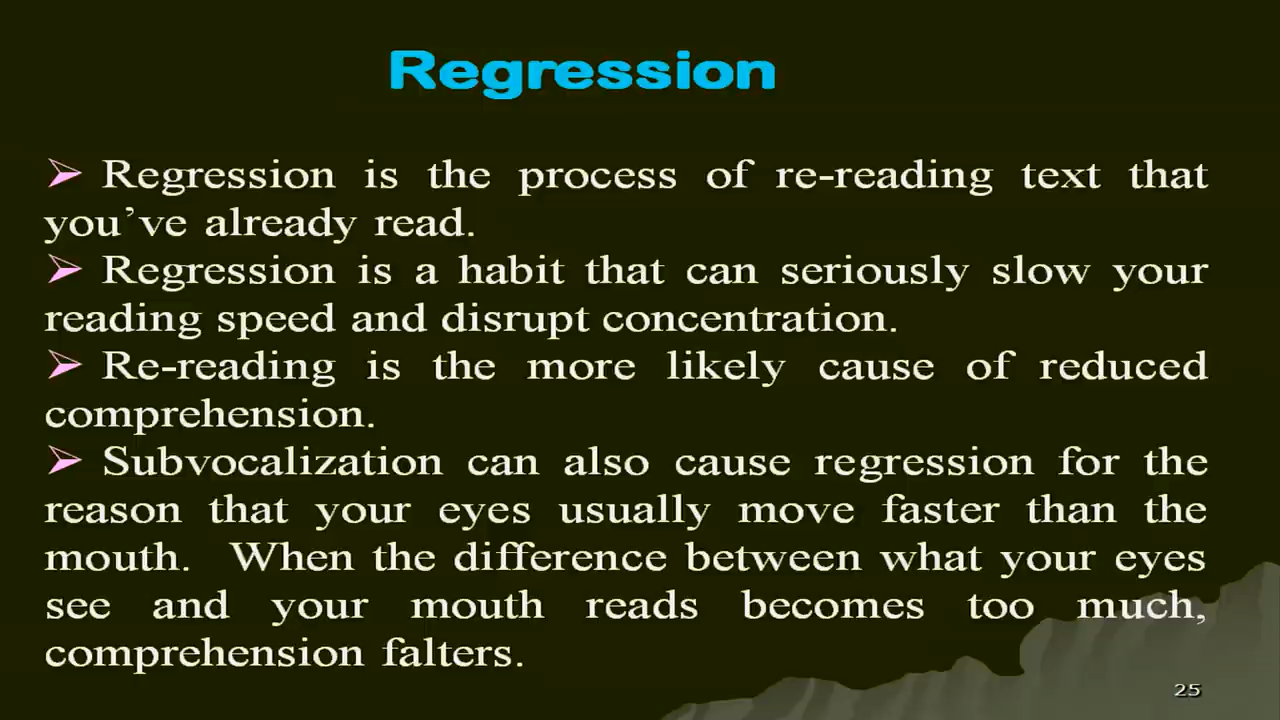 Regression
➢ Regression is the process of re-reading text that
you’ve already read.
➢ Regression is a habit that can seriously slow your
reading speed and disrupt concentration.
➢ Re-reading is the more likely cause of reduced
comprehension.
➢ Subvocalization can also cause regression for the
reason that your eyes usually move faster than the
mouth.  When the difference between what your eyes
see and your mouth reads becomes too much,
comprehension falters.
25